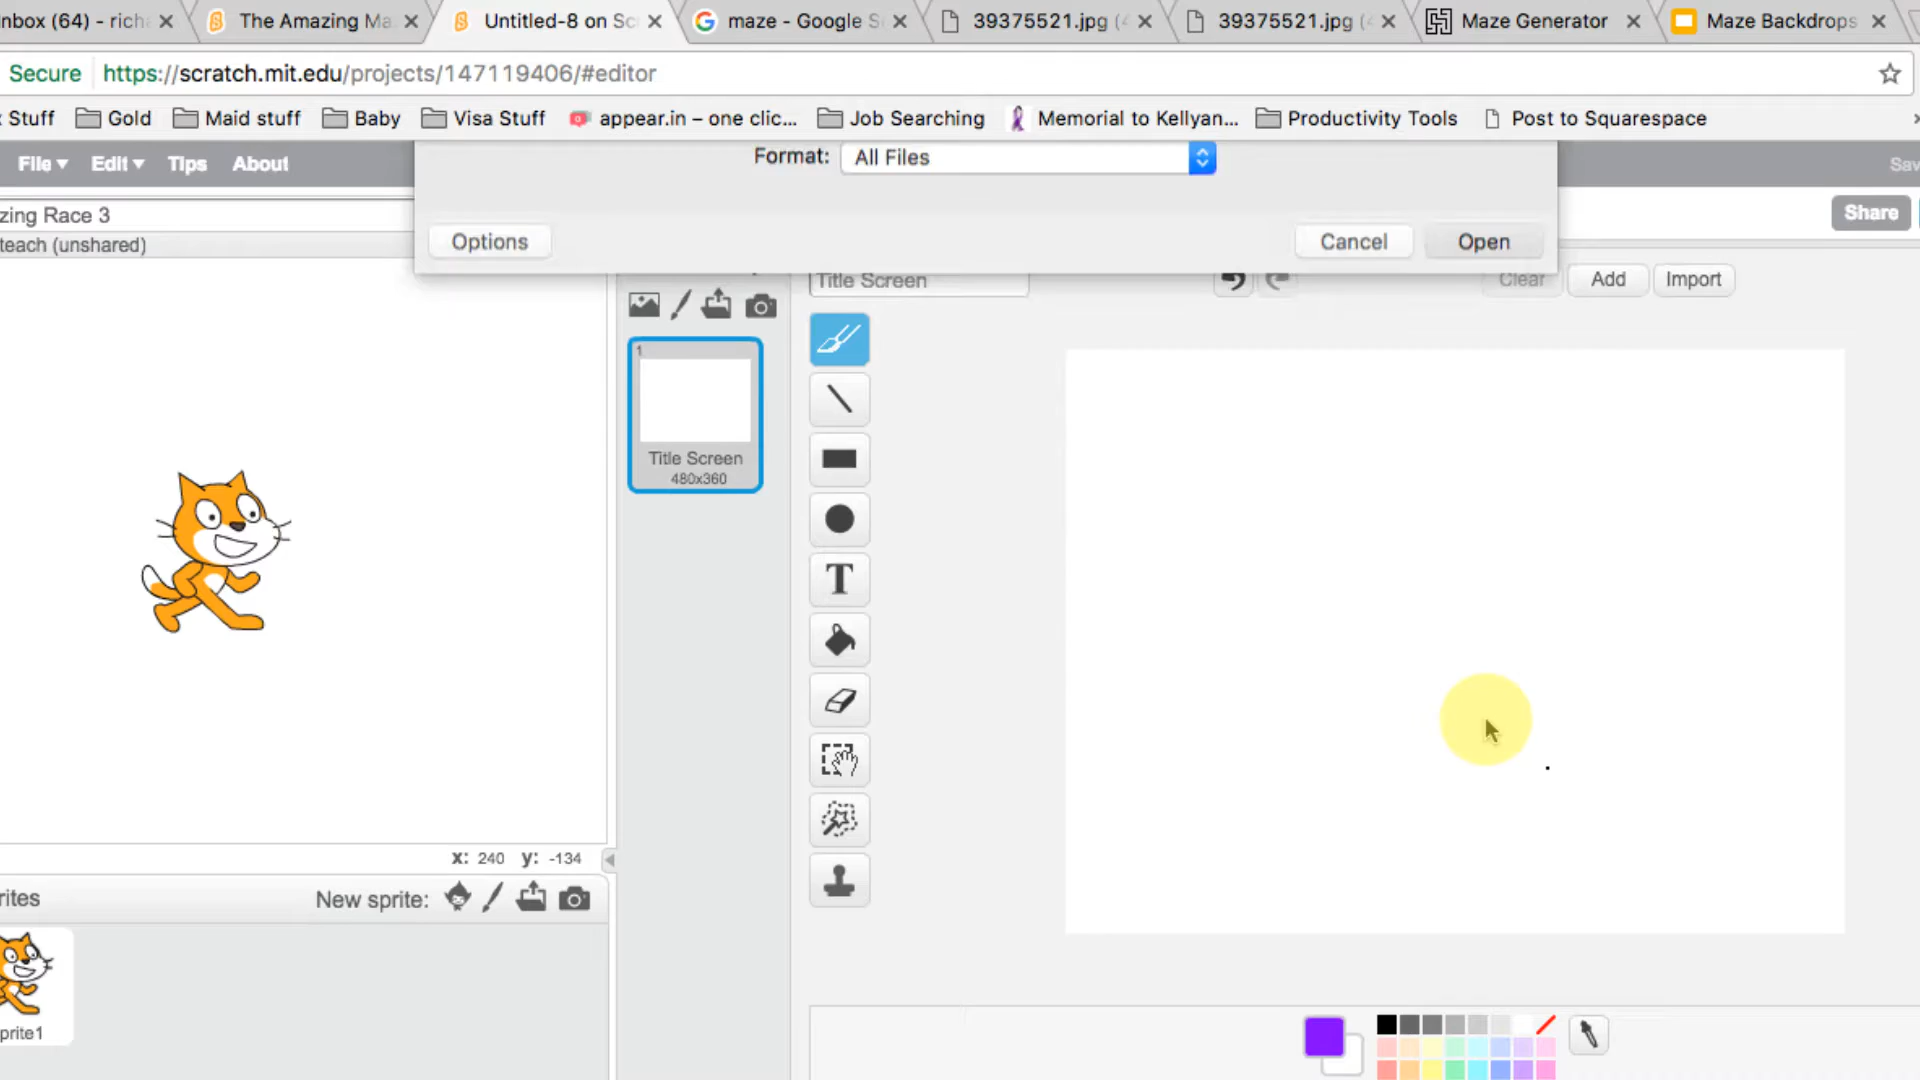 nbox (64) - rich
The Amazing Ma
Untitled-8 on Sc
maze - Google S
39375521.jpg (
39375521.jpg (
Maze Generator
Maze Backdrops
Secure
https://scratch.mit.edu/projects/147119406/#editor
Stuff
Gold
Maid stuff
Baby
Visa Stuff
appear.in – one clic...
Job Searching
Memorial to Kellyan...
Productivity Tools
Post to Squarespace
File
Edit
Tips
About
Format:
All Files
Sav
zing Race 3
Share
teach (unshared)
Options
Cancel
Open
Title Screen
Clear
Add
Import
1
Title Screen
480x360
T
x: 240 y: -134
rites
New sprite:
prite1